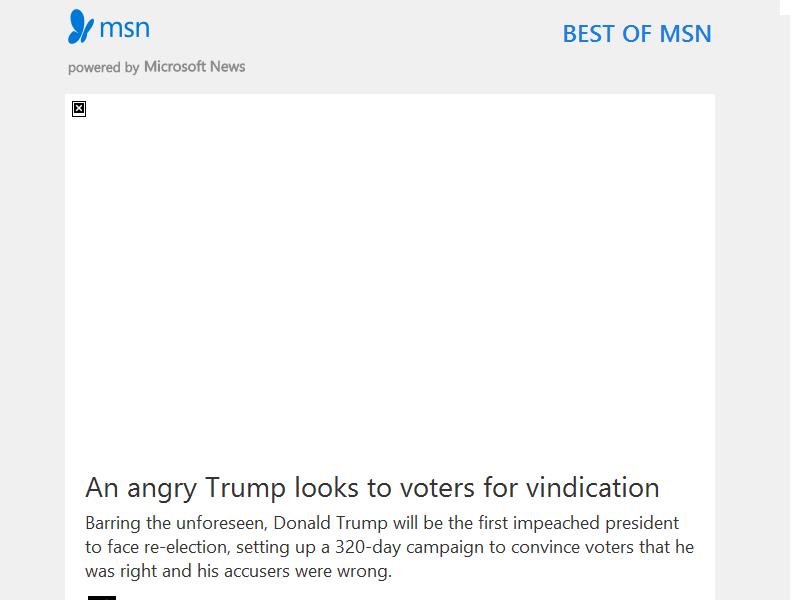 msn
BEST OF MSN
powered by Microsoft News
An angry Trump looks to voters for vindication
Barring the unforeseen, Donald Trump will be the first impeached president
to face re-election, setting up a 320-day campaign to convince voters that he
was right and his accusers were wrong.